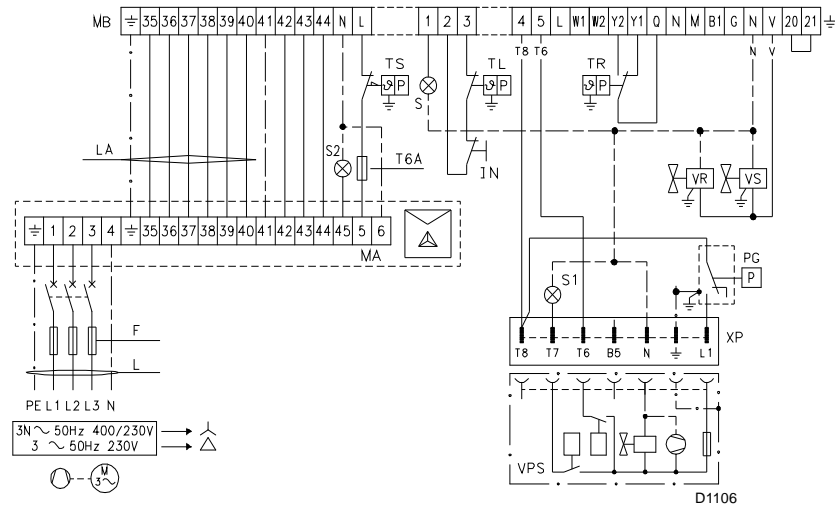 MB ⏚ 35 36 37 38 39 40 41 42 43 44 N L 1 2 3 4 5 L W1 W2 Y2 Y1 Q N M B1 G N V 20 21 ⏚
T8 T6 N V
TS TL TR
ϑ P ϑ P ϑ P
S
LA S2 T6A IN
VR VS
⏚ 1 2 3 4 ⏚ 35 36 37 38 39 40 41 42 43 44 45 5 6
MA
PG
P
S1
F
XP
T8 T7 T6 B5 N ⏚ L1
L
PE L1 L2 L3 N
3N ~ 50Hz 400/230V
3 ~ 50Hz 230V
M
3~
VPS
D1106